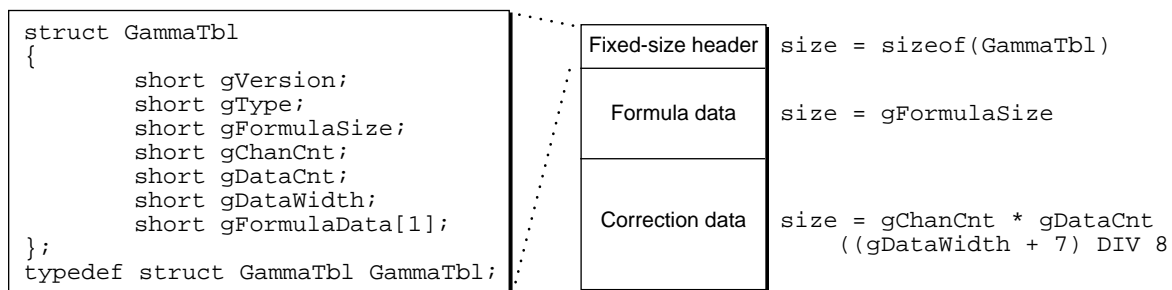 struct GammaTbl
{
short gVersion;
short gType;
short gFormulaSize;
short gChanCnt;
short gDataCnt;
short gDataWidth;
short gFormulaData[1];
};
typedef struct GammaTbl GammaTbl;
Fixed-size header
size = sizeof(GammaTbl)
Formula data
size = gFormulaSize
Correction data
size = gChanCnt * gDataCnt
((gDataWidth + 7) DIV 8